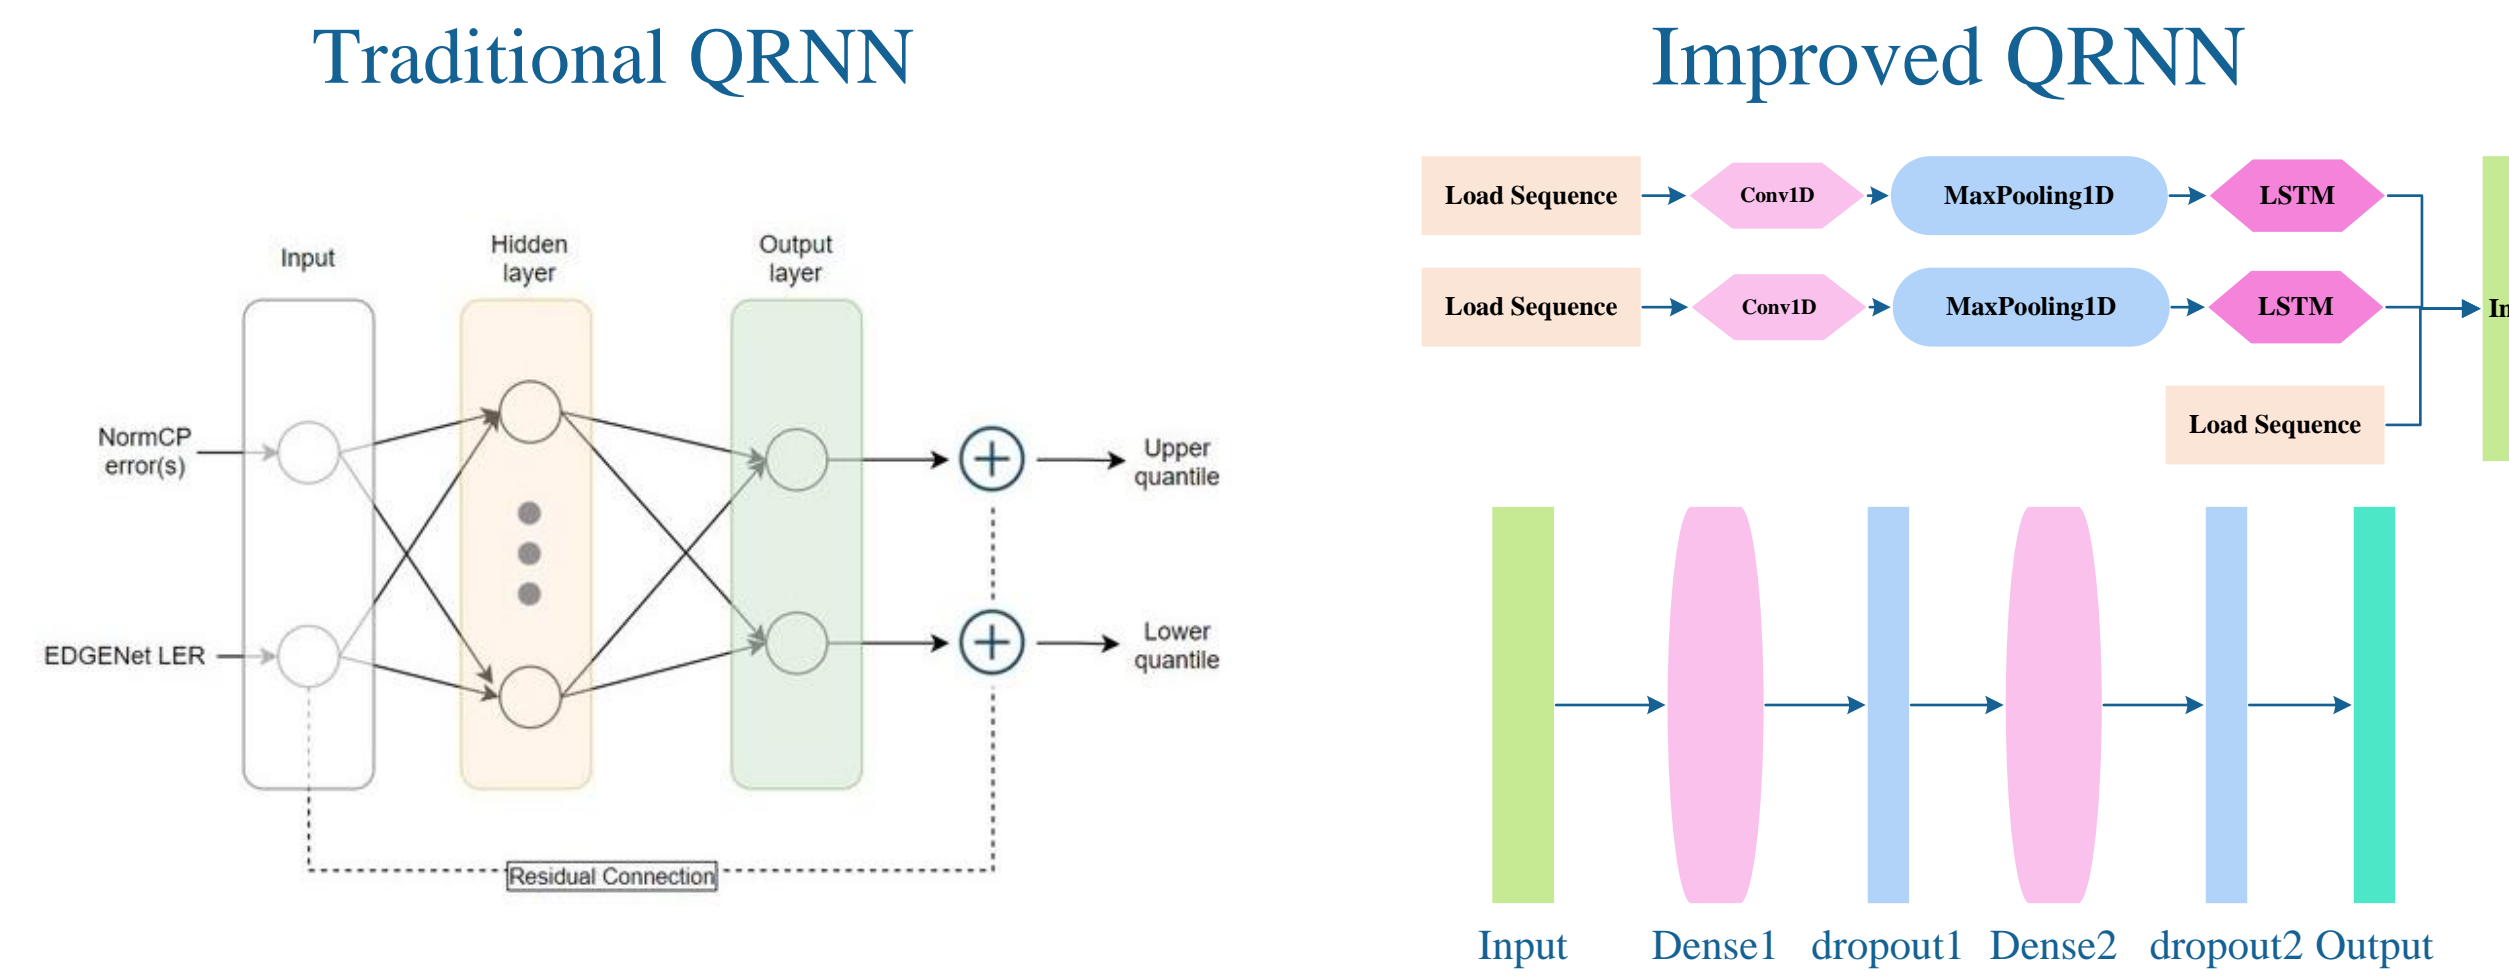 Traditional QRNN
Input
Hidden
layer
Output
layer
NormCP
error(s)
EDGENet LER
Upper
quantile
Lower
quantile
Residual Connection
Improved QRNN
Load Sequence
Conv1D
MaxPooling1D
LSTM
Load Sequence
Conv1D
MaxPooling1D
LSTM
Load Sequence
Input
Dense1
dropout1
Dense2
dropout2
Output